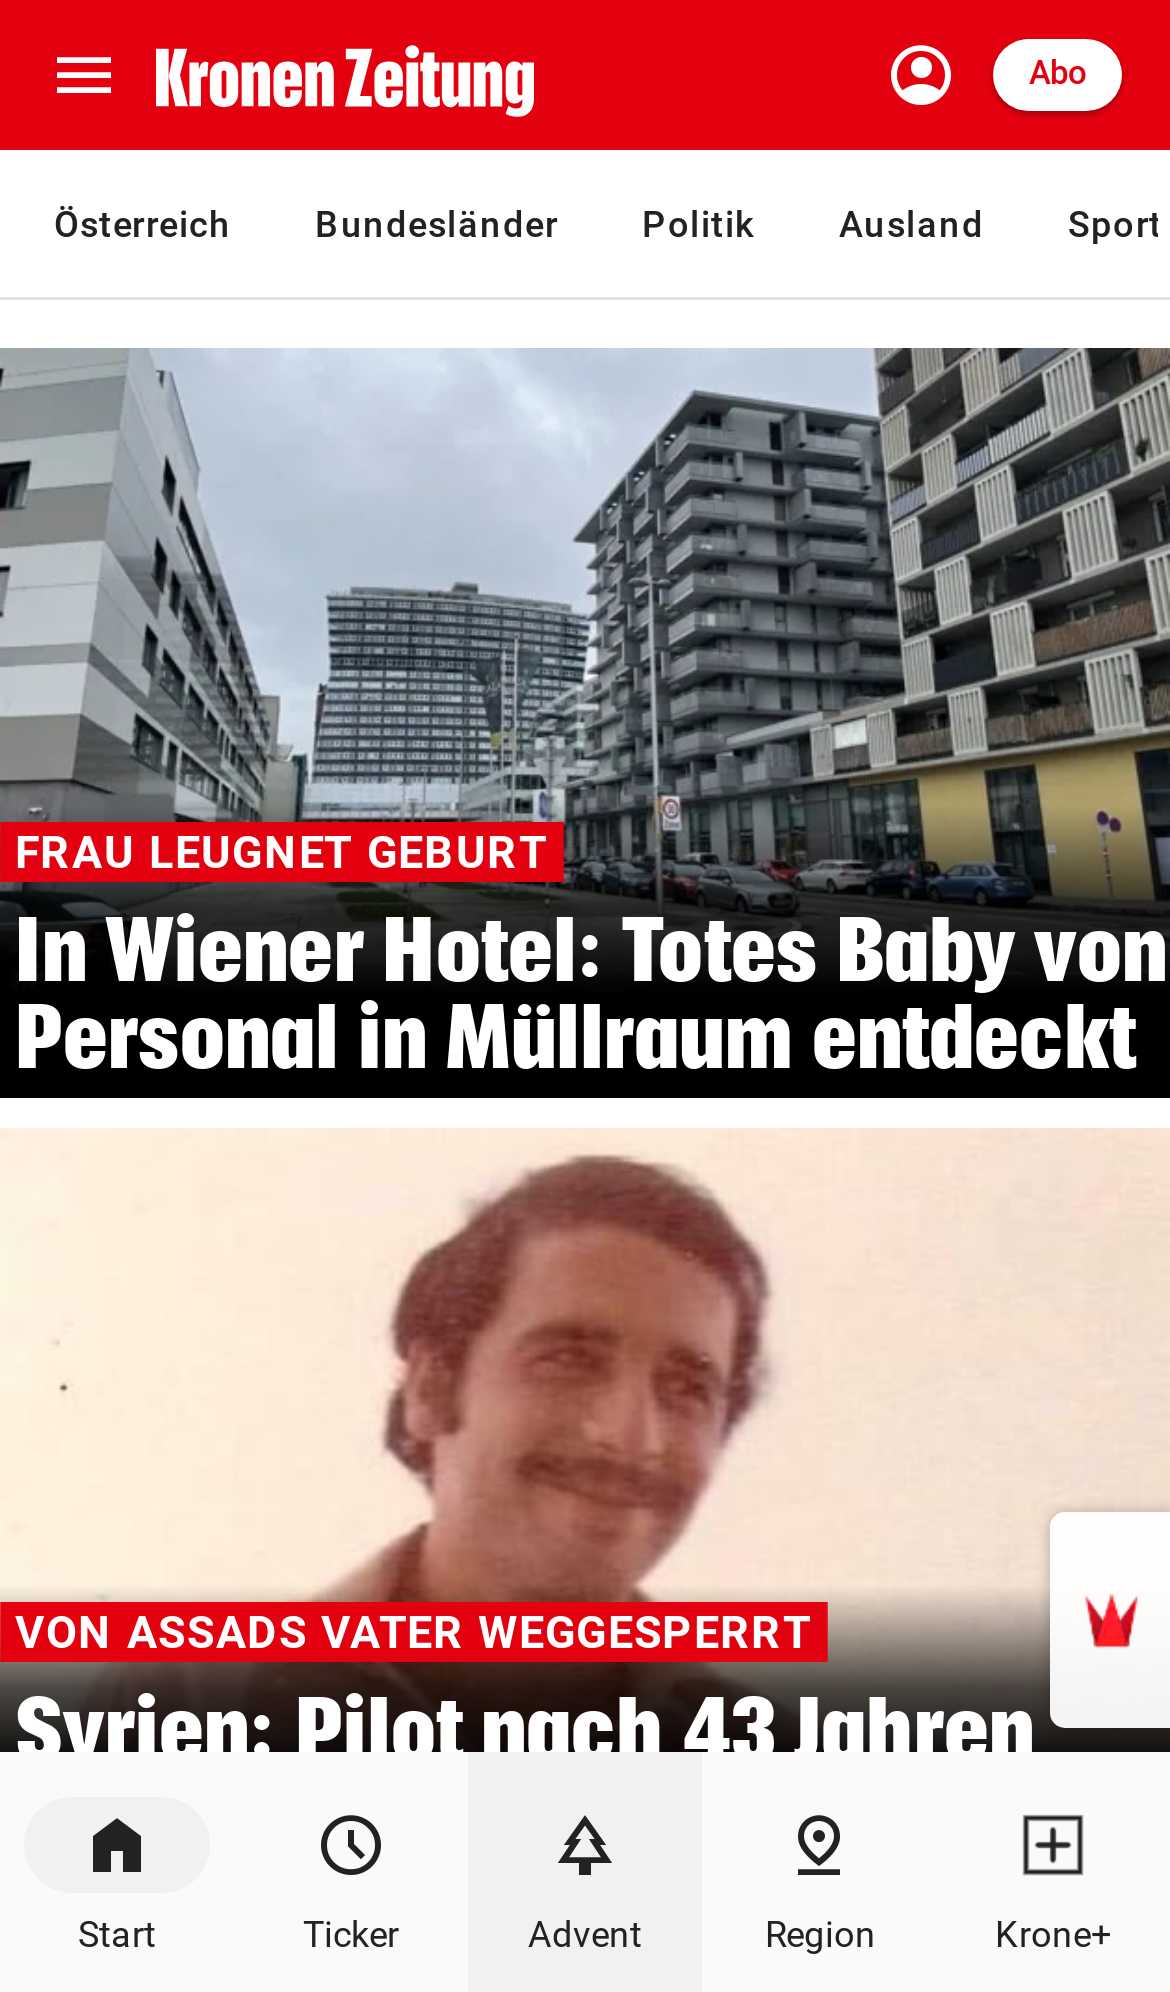 Kronen Zeitung
Abo
Österreich Bundesländer Politik Ausland Sport
FRAU LEUGNET GEBURT
In Wiener Hotel: Totes Baby von
Personal in Müllraum entdeckt
VON ASSADS VATER WEGGESPERRT
Syrien: Pilot nach 43 Jahren
Start Ticker Advent Region Krone+